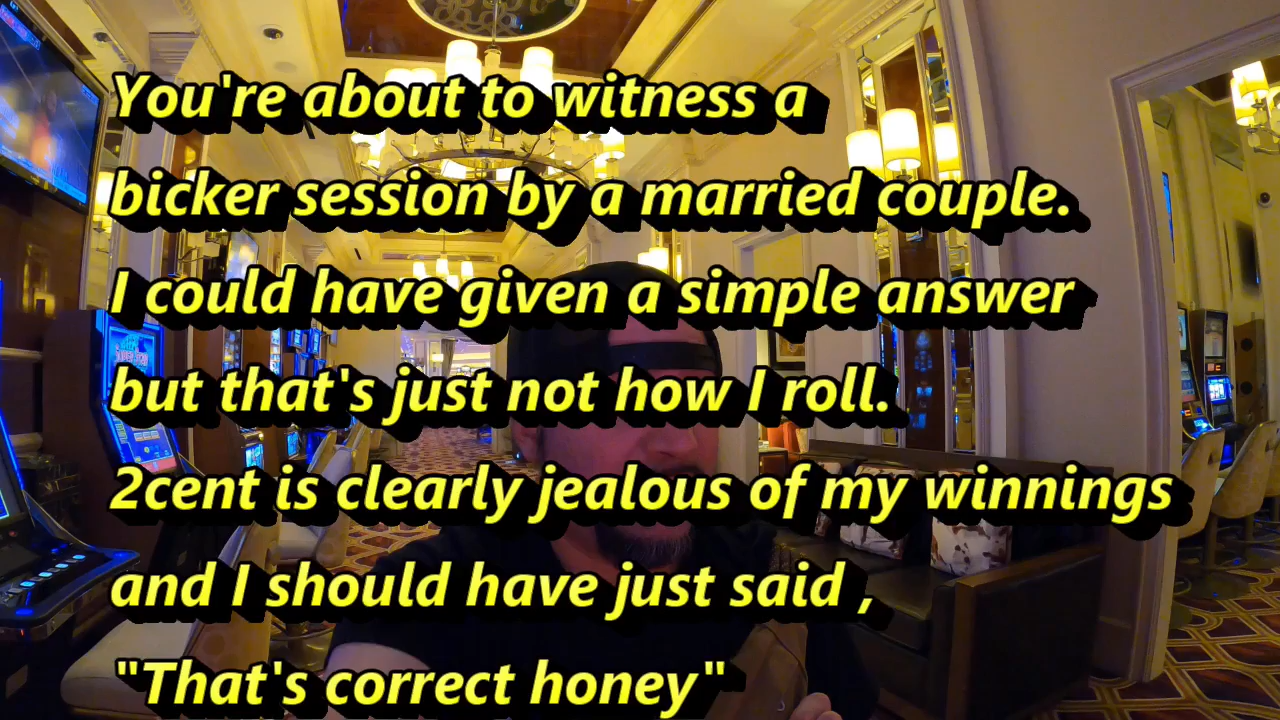 You're about to witness a
bicker session by a married couple.
I could have given a simple answer
but that's just not how I roll.
2cent is clearly jealous of my winnings
and I should have just said ,
"That's correct honey"